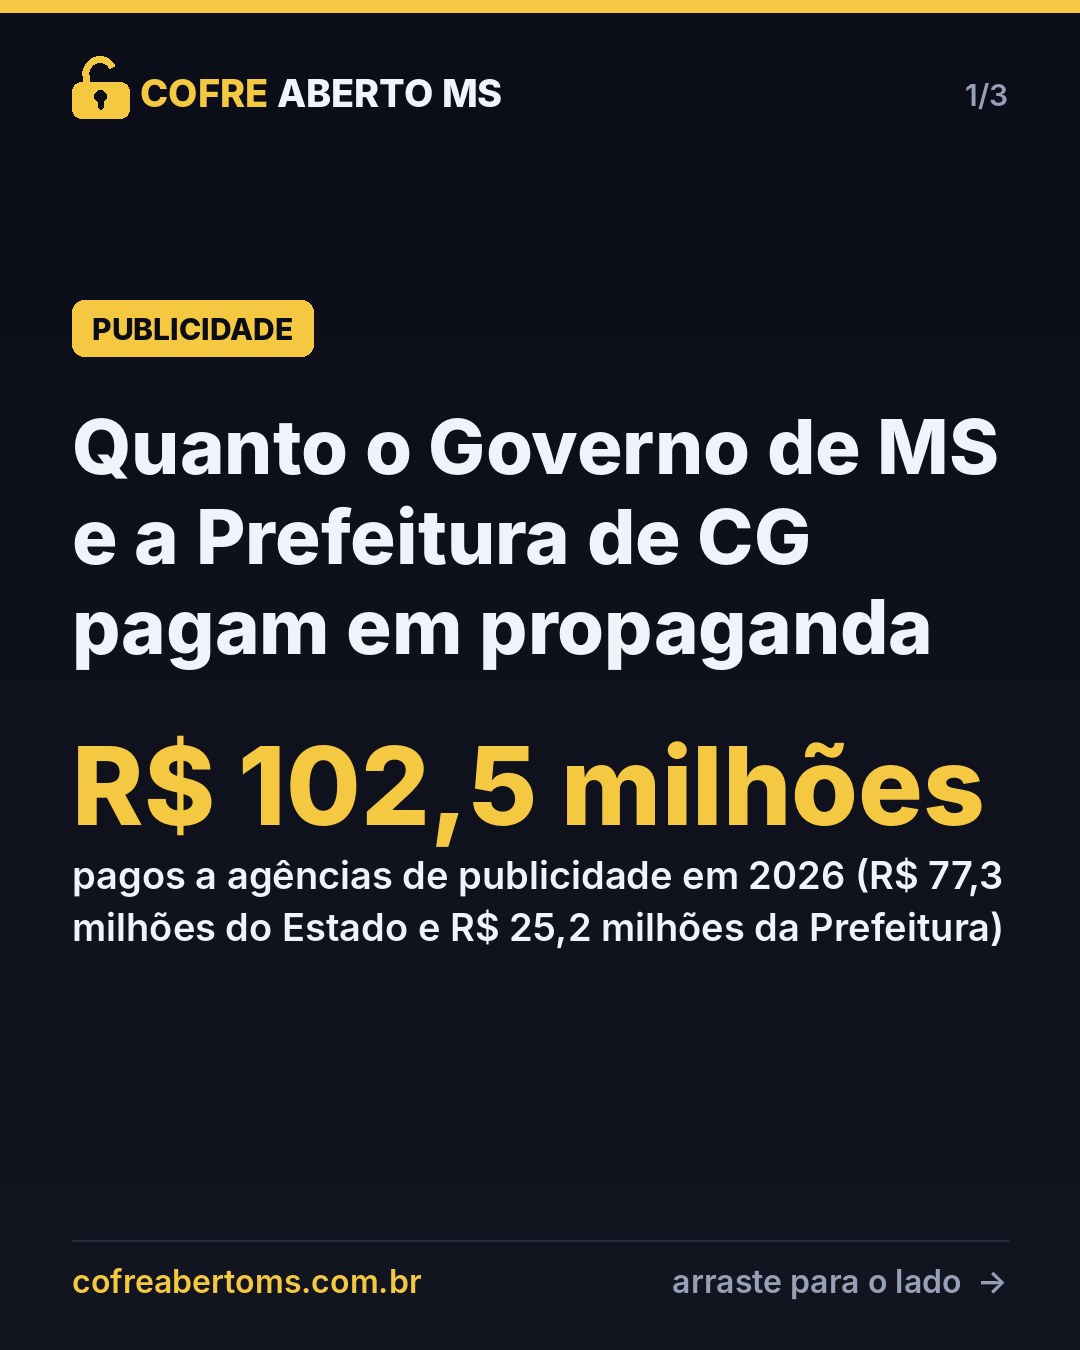 COFRE ABERTO MS
1/3
PUBLICIDADE
Quanto o Governo de MS
e a Prefeitura de CG
pagam em propaganda
R$ 102,5 milhões
pagos a agências de publicidade em 2026 (R$ 77,3
milhões do Estado e R$ 25,2 milhões da Prefeitura)
cofreabertoms.com.br
arraste para o lado →